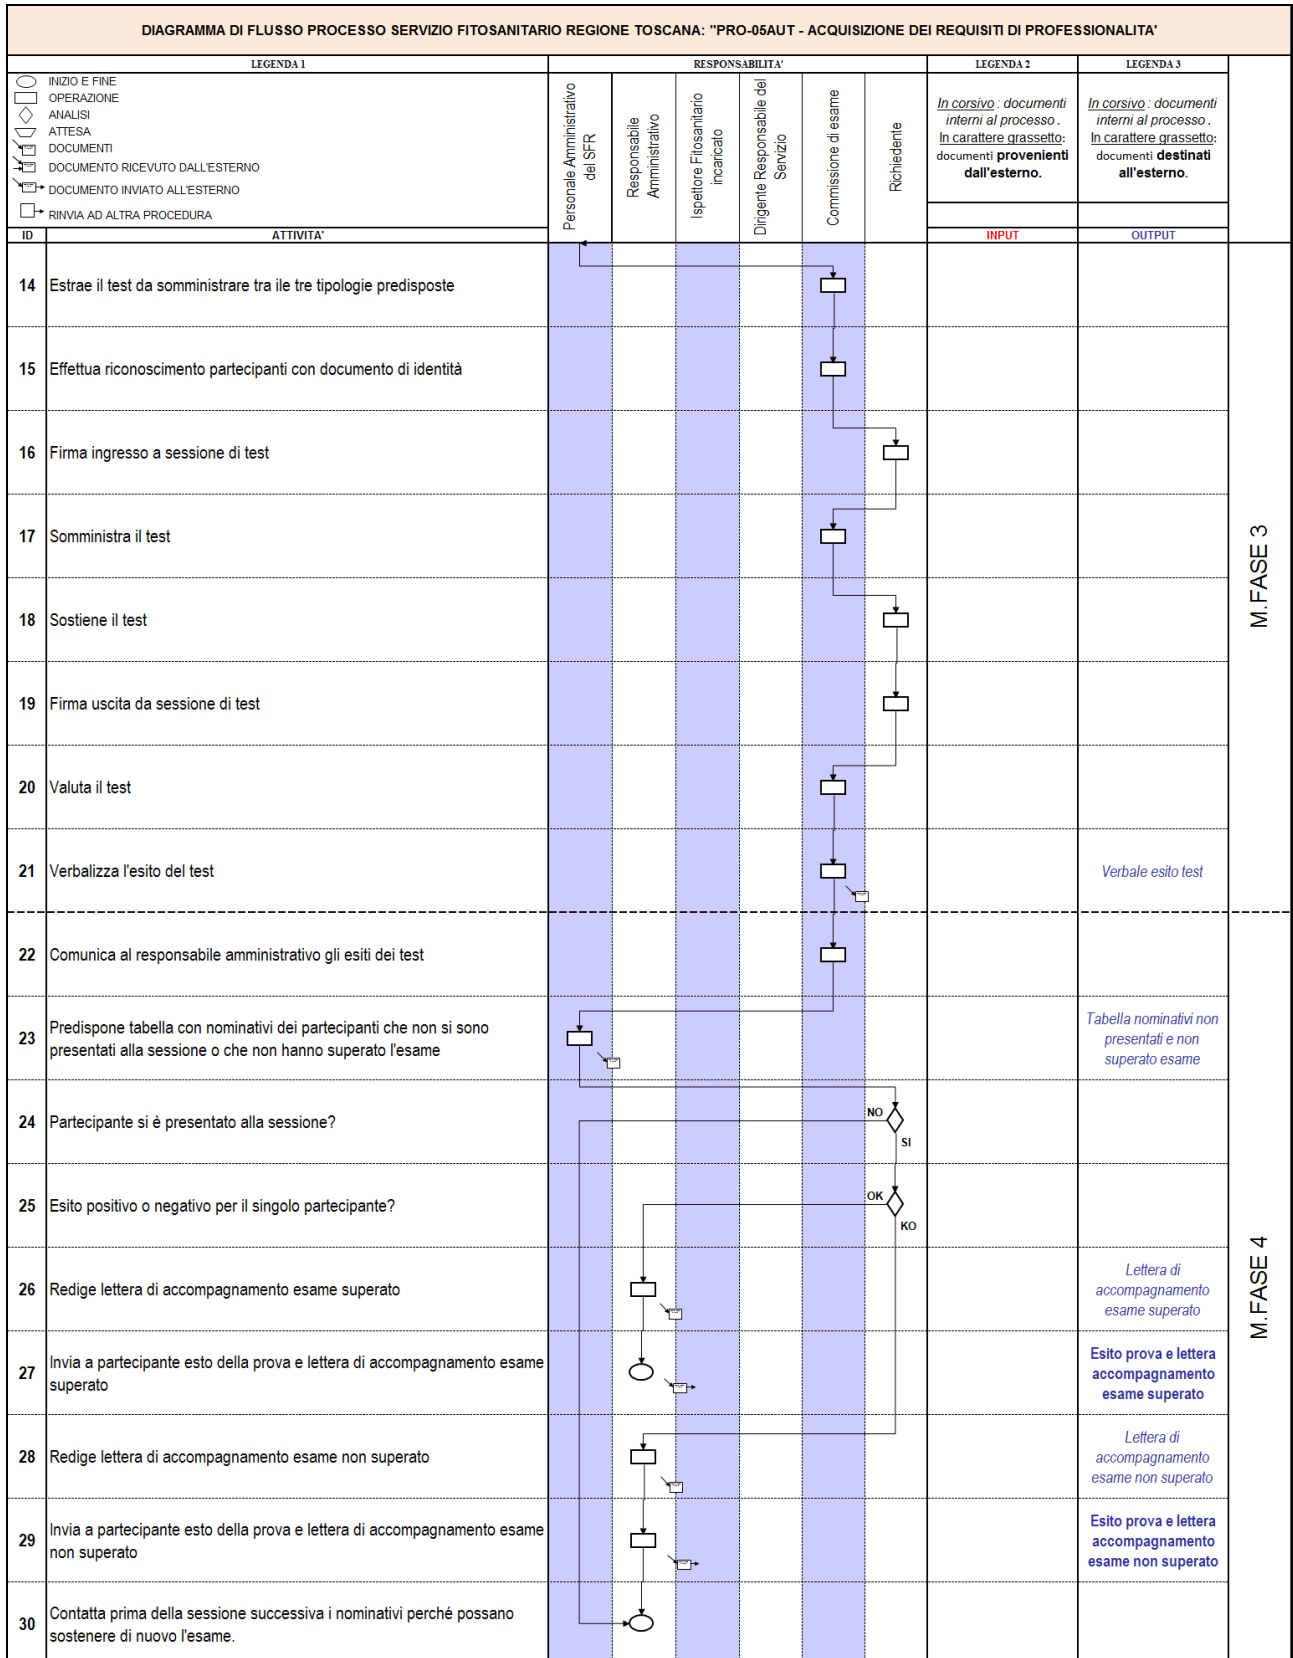 DIAGRAMMA DI FLUSSO PROCESSO SERVIZIO FITOSANITARIO REGIONE TOSCANA: "PRO-05AUT - ACQUISIZIONE DEI REQUISITI DI PROFESSIONALITA'
LEGENDA 1
RESPONSABILITA'
LEGENDA 2
LEGENDA 3
INIZIO E FINE
OPERAZIONE
ANALISI
ATTESA
DOCUMENTI
DOCUMENTO RICEVUTO DALL'ESTERNO
DOCUMENTO INVIATO ALL'ESTERNO
RINVIA AD ALTRA PROCEDURA
Personale Amministrativo
del SFR
Responsabile
Amministrativo
Ispettore Fitosanitario
incaricato
Dirigente Responsabile del
Servizio
Commissione di esame
Richiedente
In corsivo : documenti
interni al processo .
In carattere grassetto:
documenti provenienti
dall'esterno.
In corsivo : documenti
interni al processo .
In carattere grassetto:
documenti destinati
all'esterno.
ID
ATTIVITA'
INPUT
OUTPUT
14 Estrae il test da somministrare tra ile tre tipologie predisposte
15 Effettua riconoscimento partecipanti con documento di identità
16 Firma ingresso a sessione di test
17 Somministra il test
M.FASE 3
18 Sostiene il test
19 Firma uscita da sessione di test
20 Valuta il test
21 Verbalizza l'esito del test
Verbale esito test
22 Comunica al responsabile amministrativo gli esiti dei test
23 Predispone tabella con nominativi dei partecipanti che non si sono
presentati alla sessione o che non hanno superato l'esame
Tabella nominativi non
presentati e non
superato esame
24 Partecipante si è presentato alla sessione?
NO
SI
25 Esito positivo o negativo per il singolo partecipante?
OK
KO
M.FASE 4
26 Redige lettera di accompagnamento esame superato
Lettera di
accompagnamento
esame superato
27 Invia a partecipante esto della prova e lettera di accompagnamento esame
superato
Esito prova e lettera
accompagnamento
esame superato
28 Redige lettera di accompagnamento esame non superato
Lettera di
accompagnamento
esame non superato
29 Invia a partecipante esto della prova e lettera di accompagnamento esame
non superato
Esito prova e lettera
accompagnamento
esame non superato
30 Contatta prima della sessione successiva i nominativi perché possano
sostenere di nuovo l'esame.